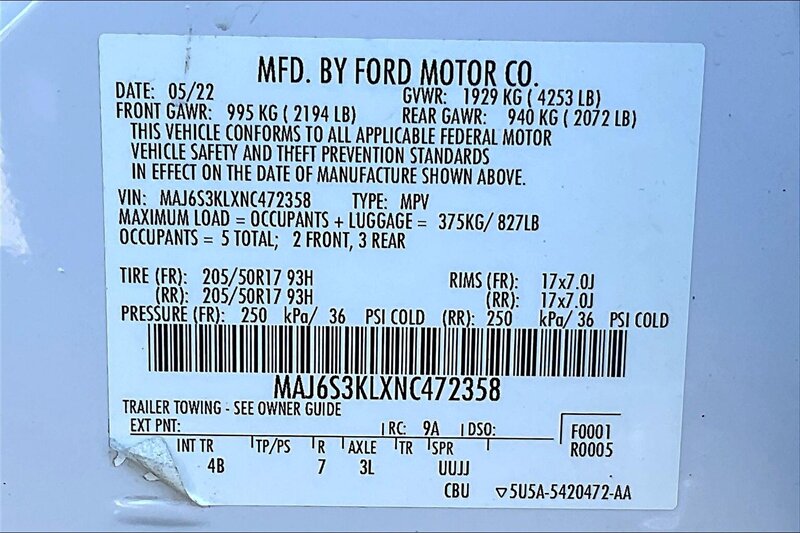 MFD. BY FORD MOTOR CO.
DATE: 05/22 GVWR: 1929 KG ( 4253 LB)
FRONT GAWR: 995 KG ( 2194 LB) REAR GAWR: 940 KG ( 2072 LB)
THIS VEHICLE CONFORMS TO ALL APPLICABLE FEDERAL MOTOR
VEHICLE SAFETY AND THEFT PREVENTION STANDARDS
IN EFFECT ON THE DATE OF MANUFACTURE SHOWN ABOVE.
VIN: MAJ6S3KLXNC472358 TYPE: MPV
MAXIMUM LOAD = OCCUPANTS + LUGGAGE = 375KG/ 827LB
OCCUPANTS = 5 TOTAL; 2 FRONT, 3 REAR
TIRE (FR): 205/50R17 93H RIMS (FR): 17x7.0J
(RR): 205/50R17 93H (RR): 17x7.0J
PRESSURE (FR): 250 kPa/ 36 PSI COLD (RR): 250 kPa/ 36 PSI COLD
MAJ6S3KLXNC472358
TRAILER TOWING - SEE OWNER GUIDE
EXT PNT: RC: 9A DSO: F0001
R0005
INT TR TP/PS R AXLE TR SPR
4B 7 3L UUJJ
CBU ▽5U5A-5420472-AA